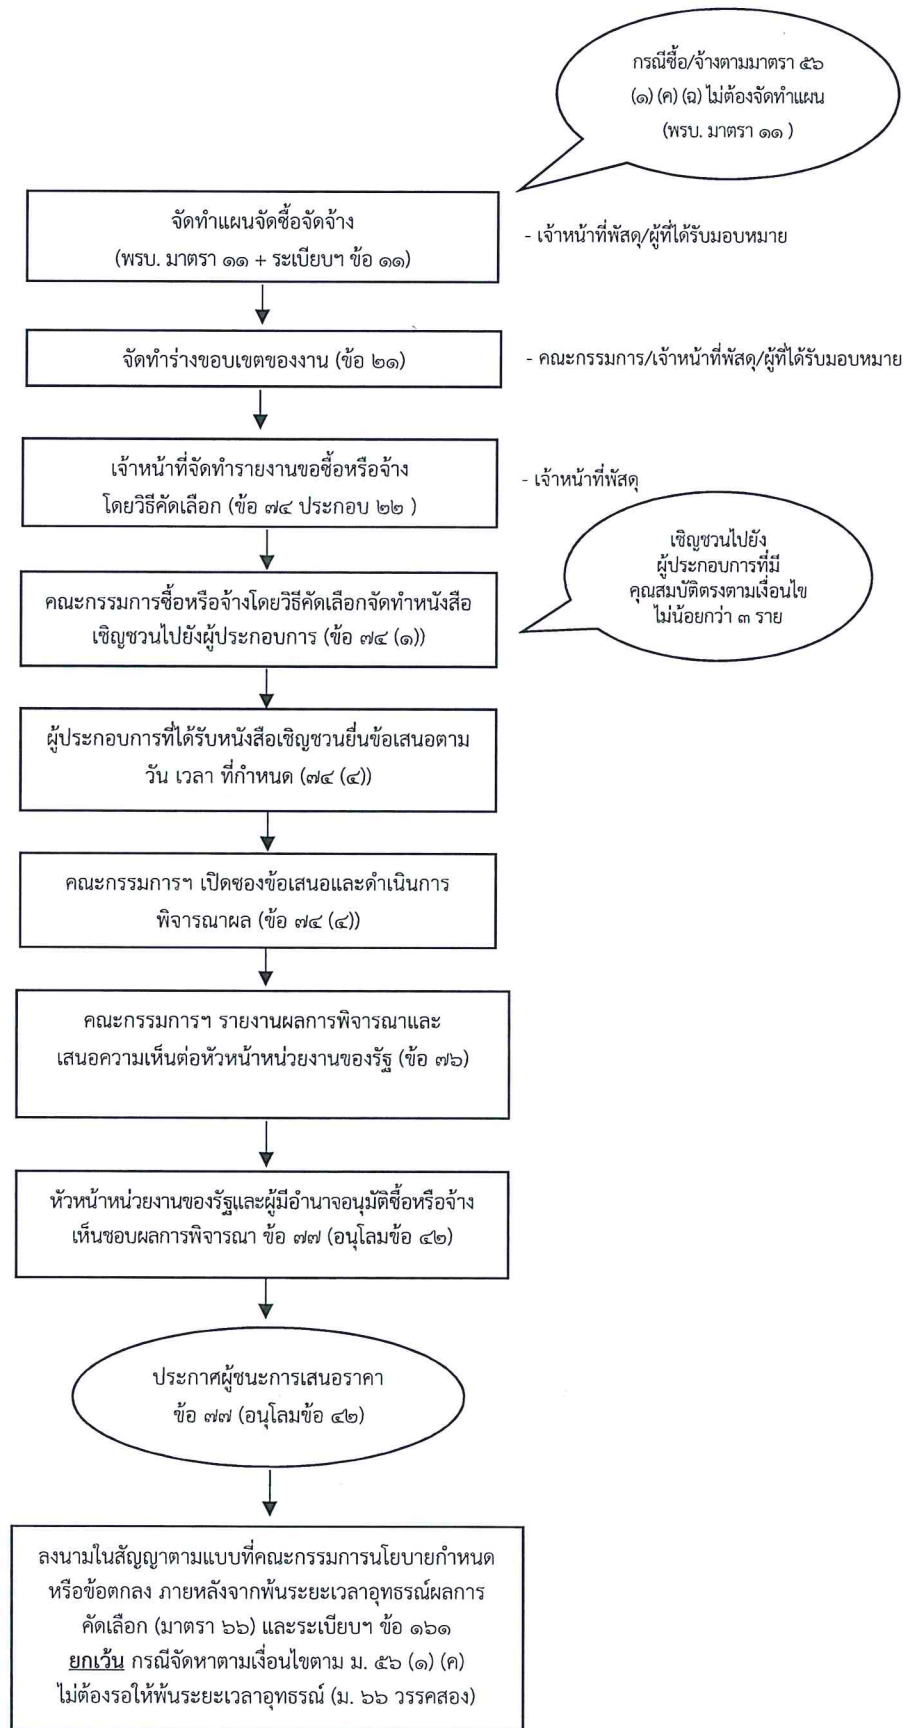 กรณีซื้อ/จ้างตามมาตรา ๕๖
(๑) (ค) (ฉ) ไม่ต้องจัดทำแผน
(พรบ. มาตรา ๑๑ )
จัดทำแผนจัดซื้อจัดจ้าง
(พรบ. มาตรา ๑๑ + ระเบียบฯ ข้อ ๑๑)
- เจ้าหน้าที่พัสดุ/ผู้ที่ได้รับมอบหมาย
จัดทำร่างขอบเขตของงาน (ข้อ ๒๑)
- คณะกรรมการ/เจ้าหน้าที่พัสดุ/ผู้ที่ได้รับมอบหมาย
เจ้าหน้าที่จัดทำรายงานขอซื้อหรือจ้าง
โดยวิธีคัดเลือก (ข้อ ๗๔ ประกอบ ๒๒ )
- เจ้าหน้าที่พัสดุ
เชิญชวนไปยัง
ผู้ประกอบการที่มี
คุณสมบัติตรงตามเงื่อนไข
ไม่น้อยกว่า ๓ ราย
คณะกรรมการซื้อหรือจ้างโดยวิธีคัดเลือกจัดทำหนังสือ
เชิญชวนไปยังผู้ประกอบการ (ข้อ ๗๔ (๑))
ผู้ประกอบการที่ได้รับหนังสือเชิญชวนยื่นข้อเสนอตาม
วัน เวลา ที่กำหนด (๗๔ (๔))
คณะกรรมการฯ เปิดซองข้อเสนอและดำเนินการ
พิจารณาผล (ข้อ ๗๔ (๔))
คณะกรรมการฯ รายงานผลการพิจารณาและ
เสนอความเห็นต่อหัวหน้าหน่วยงานของรัฐ (ข้อ ๗๖)
หัวหน้าหน่วยงานของรัฐและผู้มีอำนาจอนุมัติซื้อหรือจ้าง
เห็นชอบผลการพิจารณา ข้อ ๗๗ (อนุโลมข้อ ๔๒)
ประกาศผู้ชนะการเสนอราคา
ข้อ ๗๗ (อนุโลมข้อ ๔๒)
ลงนามในสัญญาตามแบบที่คณะกรรมการนโยบายกำหนด
หรือข้อตกลง ภายหลังจากพ้นระยะเวลาอุทธรณ์ผลการ
คัดเลือก (มาตรา ๖๖) และระเบียบฯ ข้อ ๑๖๑
ยกเว้น กรณีจัดหาตามเงื่อนไขตาม ม. ๕๖ (๑) (ค)
ไม่ต้องรอให้พ้นระยะเวลาอุทธรณ์ (ม. ๖๖ วรรคสอง)